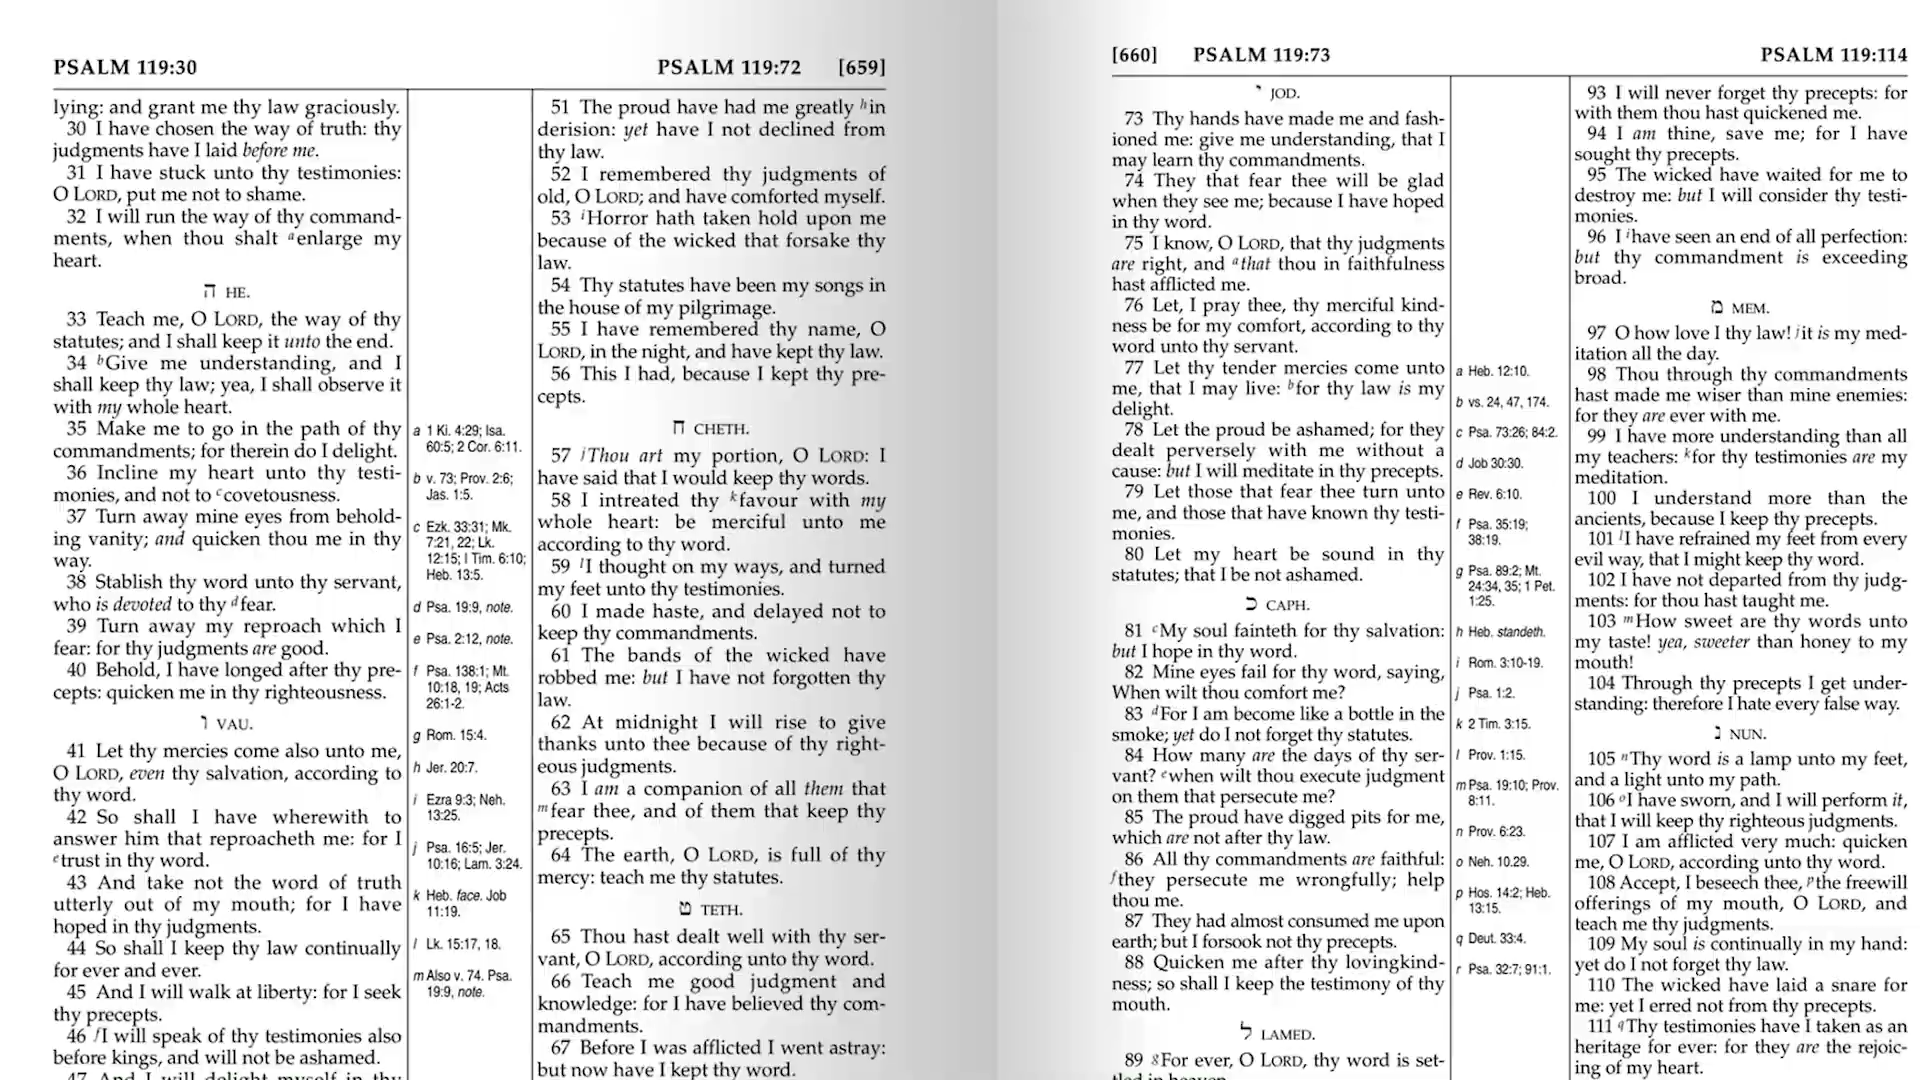 PSALM 119:30
PSALM 119:72 [659]
lying: and grant me thy law graciously.
30 I have chosen the way of truth: thy
judgments have I laid before me.
31 I have stuck unto thy testimonies:
O LORD, put me not to shame.
32 I will run the way of thy command-
ments, when thou shalt aenlarge my
heart.
ה HE.
33 Teach me, O LORD, the way of thy
statutes; and I shall keep it unto the end.
34 bGive me understanding, and I
shall keep thy law; yea, I shall observe it
with my whole heart.
35 Make me to go in the path of thy
commandments; for therein do I delight.
36 Incline my heart unto thy testi-
monies, and not to ccovetousness.
37 Turn away mine eyes from behold-
ing vanity; and quicken thou me in thy
way.
38 Stablish thy word unto thy servant,
who is devoted to thy dfear.
39 Turn away my reproach which I
fear: for thy judgments are good.
40 Behold, I have longed after thy pre-
cepts: quicken me in thy righteousness.
ו VAU.
41 Let thy mercies come also unto me,
O LORD, even thy salvation, according to
thy word.
42 So shall I have wherewith to
answer him that reproacheth me: for I
etrust in thy word.
43 And take not the word of truth
utterly out of my mouth; for I have
hoped in thy judgments.
44 So shall I keep thy law continually
for ever and ever.
45 And I will walk at liberty: for I seek
thy precepts.
46 fI will speak of thy testimonies also
before kings, and will not be ashamed.
47 And I will delight myself in thy
a 1 Ki. 4:29; Isa.
60:5; 2 Cor. 6:11.
b v. 73; Prov. 2:6;
Jas. 1:5.
c Ezk. 33:31; Mk.
7:21, 22; Lk.
12:15; I Tim. 6:10;
Heb. 13:5.
d Psa. 19:9, note.
e Psa. 2:12, note.
f Psa. 138:1; Mt.
10:18, 19; Acts
26:1-2.
g Rom. 15:4.
h Jer. 20:7.
i Ezra 9:3; Neh.
13:25.
j Psa. 16:5; Jer.
10:16; Lam. 3:24.
k Heb. face. Job
11:19.
l Lk. 15:17, 18.
m Also v. 74. Psa.
19:9, note.
51 The proud have had me greatly hin
derision: yet have I not declined from
thy law.
52 I remembered thy judgments of
old, O LORD; and have comforted myself.
53 iHorror hath taken hold upon me
because of the wicked that forsake thy
law.
54 Thy statutes have been my songs in
the house of my pilgrimage.
55 I have remembered thy name, O
LORD, in the night, and have kept thy law.
56 This I had, because I kept thy pre-
cepts.
ח CHETH.
57 jThou art my portion, O LORD: I
have said that I would keep thy words.
58 I intreated thy kfavour with my
whole heart: be merciful unto me
according to thy word.
59 lI thought on my ways, and turned
my feet unto thy testimonies.
60 I made haste, and delayed not to
keep thy commandments.
61 The bands of the wicked have
robbed me: but I have not forgotten thy
law.
62 At midnight I will rise to give
thanks unto thee because of thy right-
eous judgments.
63 I am a companion of all them that
mfear thee, and of them that keep thy
precepts.
64 The earth, O LORD, is full of thy
mercy: teach me thy statutes.
ט TETH.
65 Thou hast dealt well with thy ser-
vant, O LORD, according unto thy word.
66 Teach me good judgment and
knowledge: for I have believed thy com-
mandments.
67 Before I was afflicted I went astray:
but now have I kept thy word.
[660] PSALM 119:73
PSALM 119:114
י JOD.
73 Thy hands have made me and fash-
ioned me: give me understanding, that I
may learn thy commandments.
74 They that fear thee will be glad
when they see me; because I have hoped
in thy word.
75 I know, O LORD, that thy judgments
are right, and athat thou in faithfulness
hast afflicted me.
76 Let, I pray thee, thy merciful kind-
ness be for my comfort, according to thy
word unto thy servant.
77 Let thy tender mercies come unto
me, that I may live: bfor thy law is my
delight.
78 Let the proud be ashamed; for they
dealt perversely with me without a
cause: but I will meditate in thy precepts.
79 Let those that fear thee turn unto
me, and those that have known thy testi-
monies.
80 Let my heart be sound in thy
statutes; that I be not ashamed.
כ CAPH.
81 cMy soul fainteth for thy salvation:
but I hope in thy word.
82 Mine eyes fail for thy word, saying,
When wilt thou comfort me?
83 dFor I am become like a bottle in the
smoke; yet do I not forget thy statutes.
84 How many are the days of thy ser-
vant? ewhen wilt thou execute judgment
on them that persecute me?
85 The proud have digged pits for me,
which are not after thy law.
86 All thy commandments are faithful:
fthey persecute me wrongfully; help
thou me.
87 They had almost consumed me upon
earth; but I forsook not thy precepts.
88 Quicken me after thy lovingkind-
ness; so shall I keep the testimony of thy
mouth.
ל LAMED.
89 gFor ever, O LORD, thy word is set-
tled in heaven.
a Heb. 12:10.
b vs. 24, 47, 174.
c Psa. 73:26; 84:2.
d Job 30:30.
e Rev. 6:10.
f Psa. 35:19;
38:19.
g Psa. 89:2; Mt.
24:34, 35; 1 Pet.
1:25.
h Heb. standeth.
i Rom. 3:10-19.
j Psa. 1:2.
k 2 Tim. 3:15.
l Prov. 1:15.
m Psa. 19:10; Prov.
8:11.
n Prov. 6:23.
o Neh. 10.29.
p Hos. 14:2; Heb.
13:15.
q Deut. 33:4.
r Psa. 32:7; 91:1.
93 I will never forget thy precepts: for
with them thou hast quickened me.
94 I am thine, save me; for I have
sought thy precepts.
95 The wicked have waited for me to
destroy me: but I will consider thy testi-
monies.
96 I ihave seen an end of all perfection:
but thy commandment is exceeding
broad.
מ MEM.
97 O how love I thy law! jit is my med-
itation all the day.
98 Thou through thy commandments
hast made me wiser than mine enemies:
for they are ever with me.
99 I have more understanding than all
my teachers: kfor thy testimonies are my
meditation.
100 I understand more than the
ancients, because I keep thy precepts.
101 lI have refrained my feet from every
evil way, that I might keep thy word.
102 I have not departed from thy judg-
ments: for thou hast taught me.
103 mHow sweet are thy words unto
my taste! yea, sweeter than honey to my
mouth!
104 Through thy precepts I get under-
standing: therefore I hate every false way.
נ NUN.
105 nThy word is a lamp unto my feet,
and a light unto my path.
106 oI have sworn, and I will perform it,
that I will keep thy righteous judgments.
107 I am afflicted very much: quicken
me, O LORD, according unto thy word.
108 Accept, I beseech thee, pthe freewill
offerings of my mouth, O LORD, and
teach me thy judgments.
109 My soul is continually in my hand:
yet do I not forget thy law.
110 The wicked have laid a snare for
me: yet I erred not from thy precepts.
111 qThy testimonies have I taken as an
heritage for ever: for they are the rejoic-
ing of my heart.